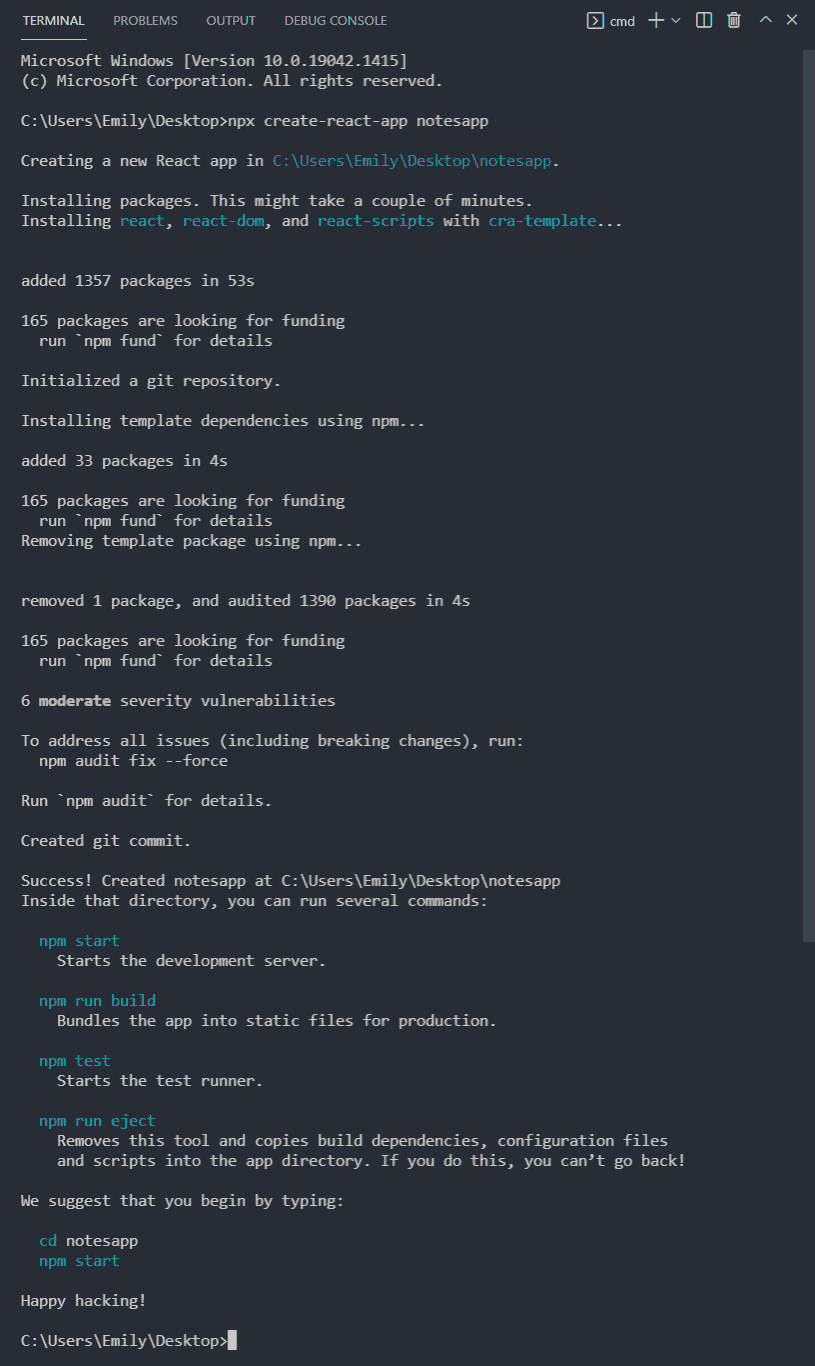 TERMINAL PROBLEMS OUTPUT DEBUG CONSOLE cmd
Microsoft Windows [Version 10.0.19042.1415]
(c) Microsoft Corporation. All rights reserved.
C:\Users\Emily\Desktop>npx create-react-app notesapp
Creating a new React app in C:\Users\Emily\Desktop\notesapp.
Installing packages. This might take a couple of minutes.
Installing react, react-dom, and react-scripts with cra-template...
added 1357 packages in 53s
165 packages are looking for funding
  run `npm fund` for details
Initialized a git repository.
Installing template dependencies using npm...
added 33 packages in 4s
165 packages are looking for funding
  run `npm fund` for details
Removing template package using npm...
removed 1 package, and audited 1390 packages in 4s
165 packages are looking for funding
  run `npm fund` for details
6 moderate severity vulnerabilities
To address all issues (including breaking changes), run:
  npm audit fix --force
Run `npm audit` for details.
Created git commit.
Success! Created notesapp at C:\Users\Emily\Desktop\notesapp
Inside that directory, you can run several commands:
  npm start
    Starts the development server.
  npm run build
    Bundles the app into static files for production.
  npm test
    Starts the test runner.
  npm run eject
    Removes this tool and copies build dependencies, configuration files
    and scripts into the app directory. If you do this, you can’t go back!
We suggest that you begin by typing:
  cd notesapp
  npm start
Happy hacking!
C:\Users\Emily\Desktop>